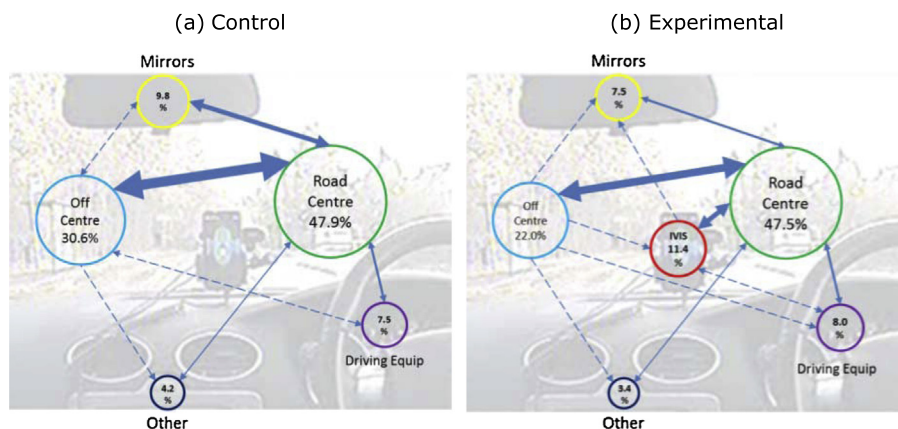 (a) Control
(b) Experimental
Mirrors
9.8
%
Off
Centre
30.6%
Road
Centre
47.9%
7.5
%
Driving Equip
4.2
%
Other
Mirrors
7.5
%
Off
Centre
22.0%
Road
Centre
47.5%
IVIS
11.4
%
8.0
%
Driving Equip
3.4
%
Other